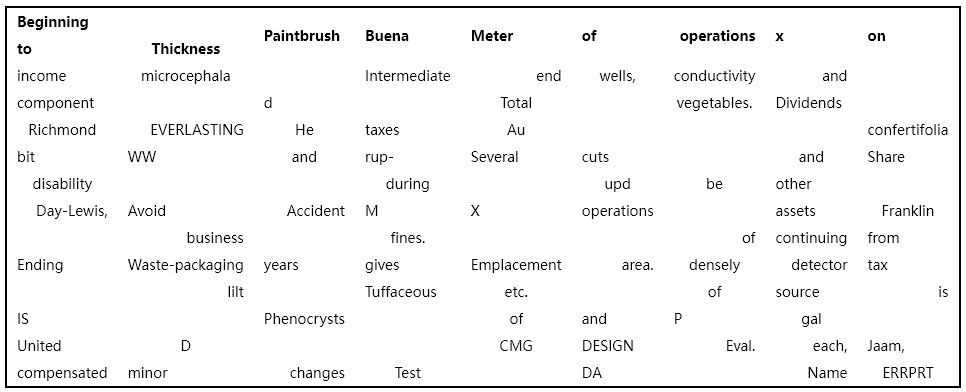 Beginning to Thickness Paintbrush Buena Meter of operations x on
income microcephala Intermediate end wells, conductivity and
component d Total vegetables. Dividends
Richmond EVERLASTING He taxes Au confertifolia
bit WW and rup- Several cuts and Share
disability during upd be other
Day-Lewis, Avoid Accident M X operations assets Franklin
business fines. of continuing from
Ending Waste-packaging years gives Emplacement area. densely detector tax
lilt Tuffaceous etc. of source is
IS Phenocrysts of and P gal
United D CMG DESIGN Eval. each, Jaam,
compensated minor changes Test DA Name ERRPRT